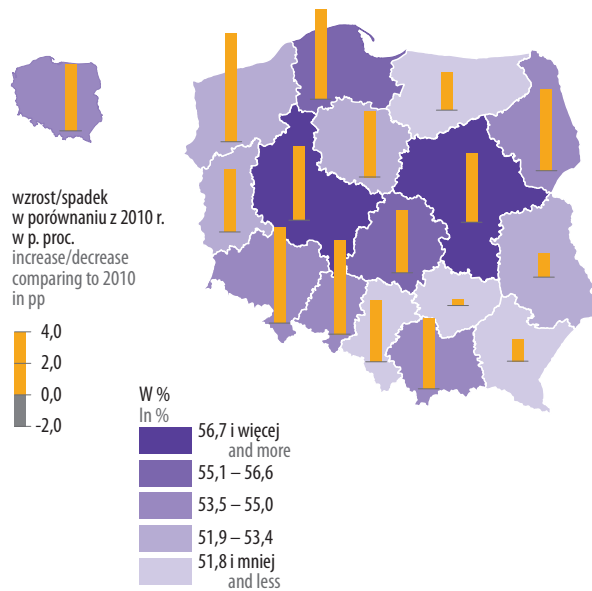 wzrost/spadek
w porównaniu z 2010 r.
w p. proc.
increase/decrease
comparing to 2010
in pp
4,0
2,0
0,0
-2,0
W %
In %
56,7 i więcej
and more
55,1 – 56,6
53,5 – 55,0
51,9 – 53,4
51,8 i mniej
and less